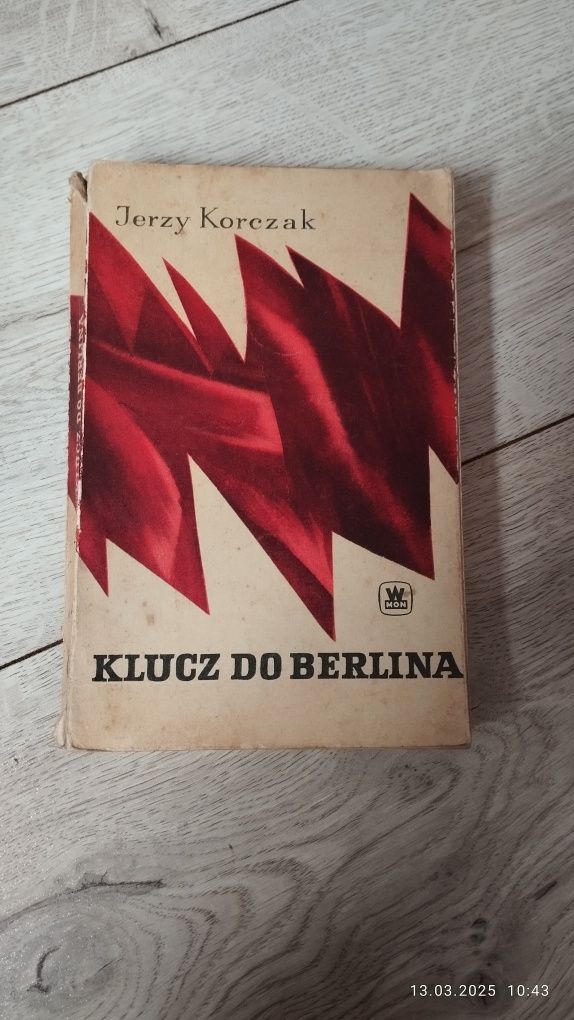 Jerzy Korczak
KLUCZ DO BERLINA
W
MON
KLUCZ DO BERLINA
13.03.2025 10:43